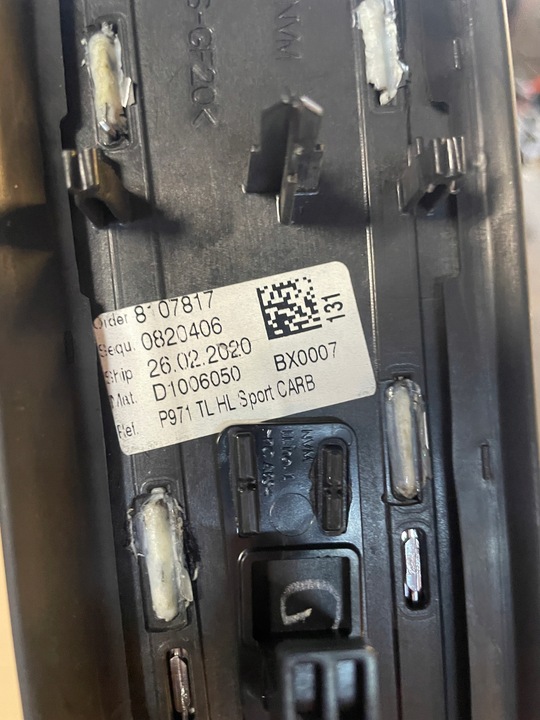 S-GF20K
Order 8 07817
Sequ. 0820406
Ship 26.02.2020
Mat. D1006050 BX0007
Ref. P971 TL HL Sport CARB
131